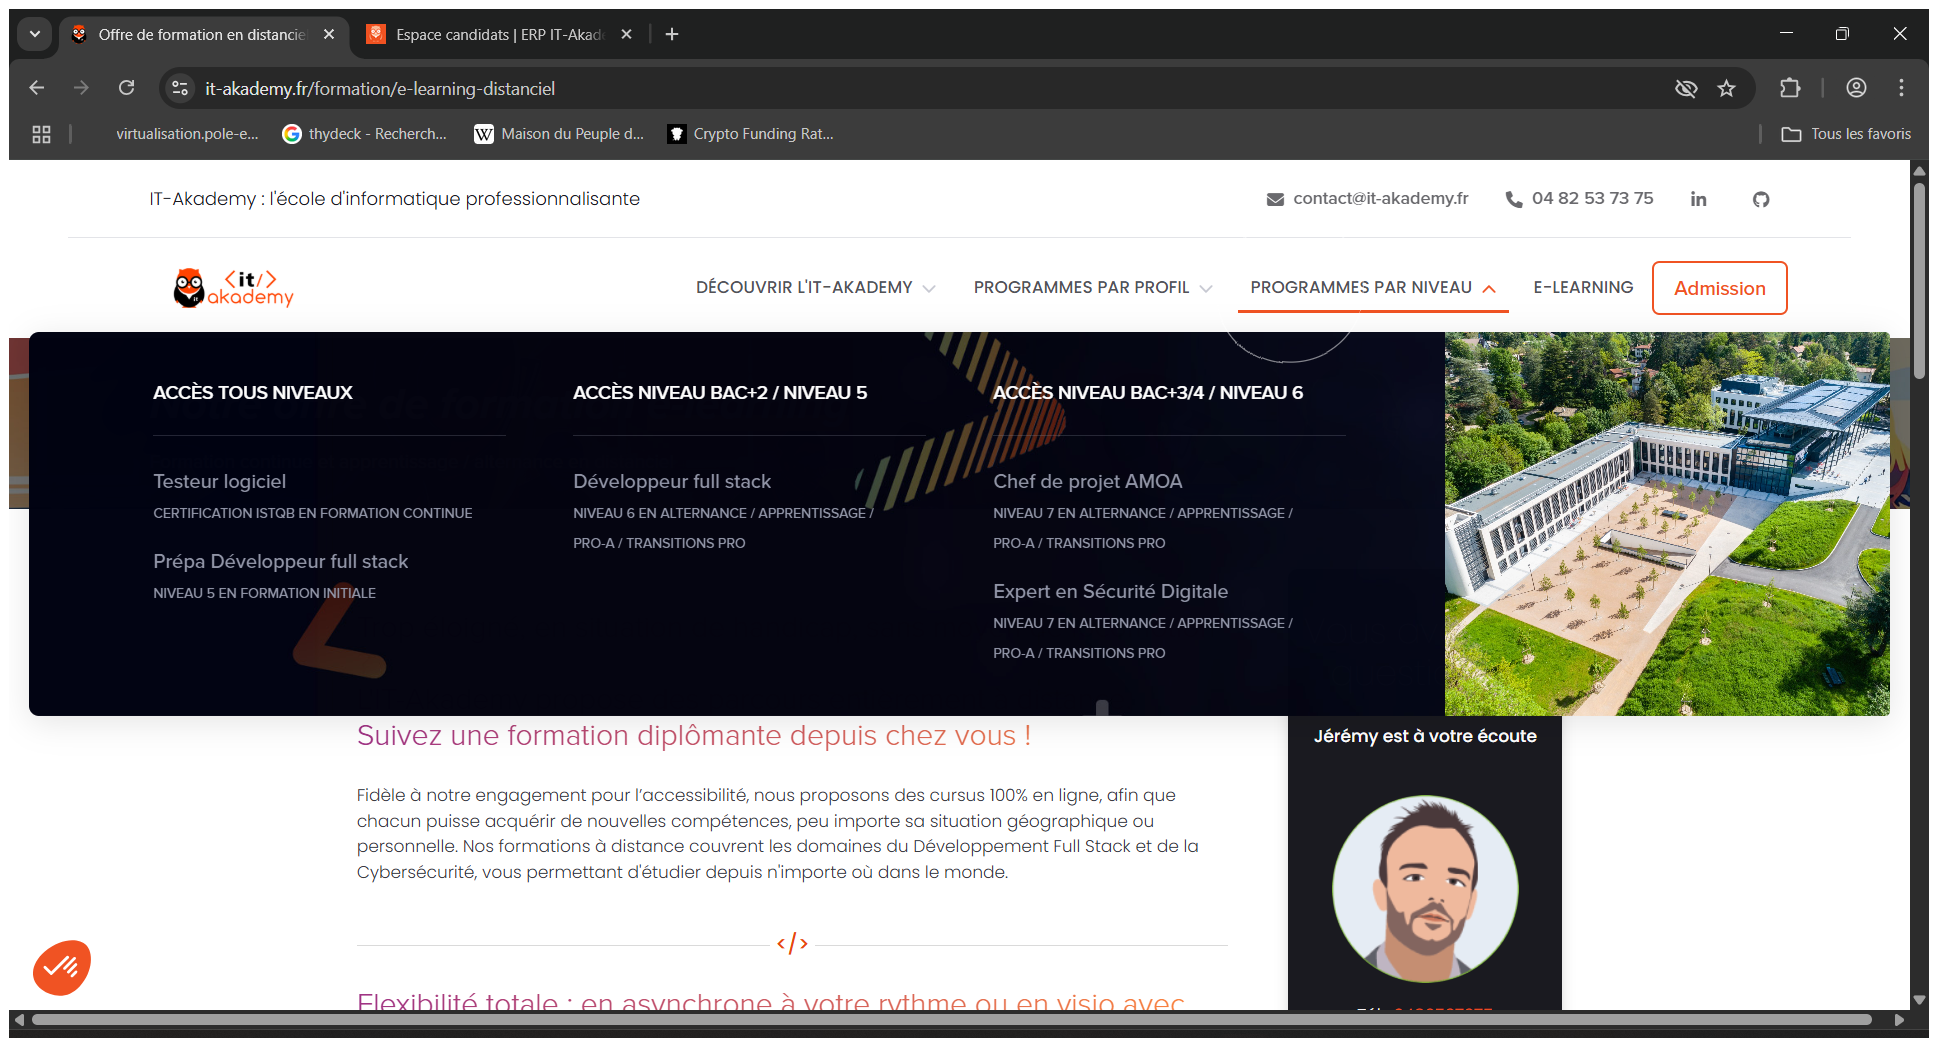 Offre de formation en distancie
Espace candidats | ERP IT-Akad
it-akademy.fr/formation/e-learning-distanciel
virtualisation.pole-e...
thydeck - Recherch...
Maison du Peuple d...
Crypto Funding Rat...
Tous les favoris
IT-Akademy : l'école d'informatique professionnalisante
contact@it-akademy.fr
04 82 53 73 75
<it/>
akademy
DÉCOUVRIR L'IT-AKADEMY
PROGRAMMES PAR PROFIL
PROGRAMMES PAR NIVEAU
E-LEARNING
Admission
ACCÈS TOUS NIVEAUX
Testeur logiciel
CERTIFICATION ISTQB EN FORMATION CONTINUE
Prépa Développeur full stack
NIVEAU 5 EN FORMATION INITIALE
ACCÈS NIVEAU BAC+2 / NIVEAU 5
Développeur full stack
NIVEAU 6 EN ALTERNANCE / APPRENTISSAGE /
PRO-A / TRANSITIONS PRO
ACCÈS NIVEAU BAC+3/4 / NIVEAU 6
Chef de projet AMOA
NIVEAU 7 EN ALTERNANCE / APPRENTISSAGE /
PRO-A / TRANSITIONS PRO
Expert en Sécurité Digitale
NIVEAU 7 EN ALTERNANCE / APPRENTISSAGE /
PRO-A / TRANSITIONS PRO
Suivez une formation diplômante depuis chez vous !
Fidèle à notre engagement pour l’accessibilité, nous proposons des cursus 100% en ligne, afin que
chacun puisse acquérir de nouvelles compétences, peu importe sa situation géographique ou
personnelle. Nos formations à distance couvrent les domaines du Développement Full Stack et de la
Cybersécurité, vous permettant d'étudier depuis n'importe où dans le monde.
</>
Flexibilité totale : en asynchrone à votre rythme ou en visio avec
Jérémy est à votre écoute